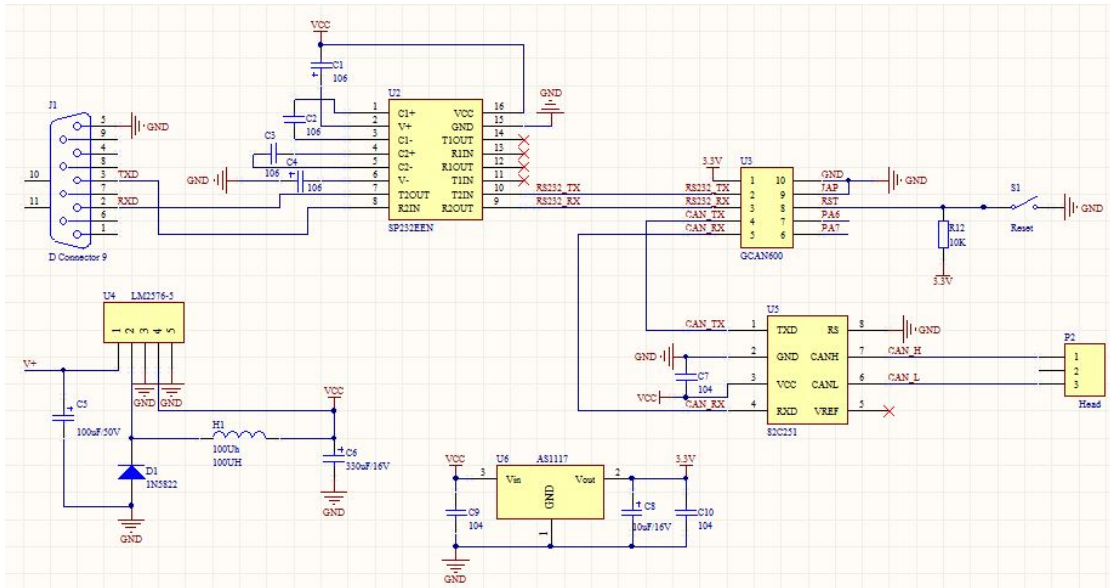 VCC
C1
106
U2
J1
1 C1+ VCC 16
2 V+ GND 15
3 C1- T1OUT 14
4 C2+ R1IN 13
5 C2- R1OUT 12
6 V- T1IN 11
7 T2OUT T2IN 10
8 R2IN R2OUT 9
SP232EEN
GND
C2
106
C3
106
C4
106
GND
5
9
4
8
3
7
2
6
1
10
11
GND
TXD
RXD
D Connector 9
RS232_TX
RS232_RX
3.3V
U3
RS232_TX
RS232_RX
CAN_TX
CAN_RX
1 10
2 9
3 8
4 7
5 6
GND
JAP
RST
PA6
PA7
GCAN600
GND
S1
Reset
GND
R12
10K
3.3V
U4 LM2576-5
1 2 3 4 5
V+
GND GND
C5
100uF/50V
H1
100Uh
100UH
VCC
C6
330uF/16V
GND
D1
1N5822
GND
U5
CAN_TX 1 TXD RS 8 GND
GND 2 GND CANH 7 CAN_H
C7
104
VCC 3 VCC CANL 6 CAN_L
CAN_RX 4 RXD VREF 5
82C251
P2
1
2
3
Head
VCC U6 AS1117 3.3V
3 Vin Vout 2
GND
1
C9
104
C8
10uF/16V
C10
104
GND